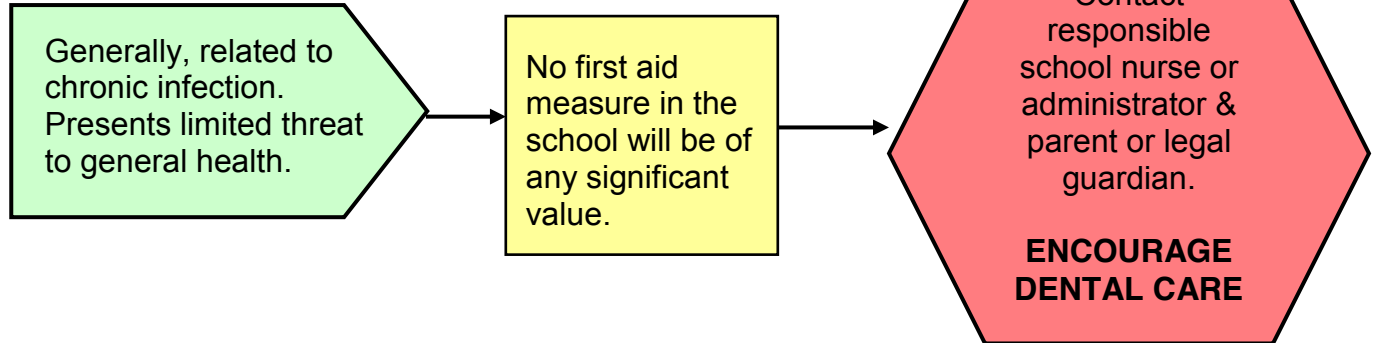 Generally, related to
chronic infection.
Presents limited threat
to general health.
No first aid
measure in the
school will be of
any significant
value.
Contact
responsible
school nurse or
administrator &
parent or legal
guardian.
ENCOURAGE
DENTAL CARE